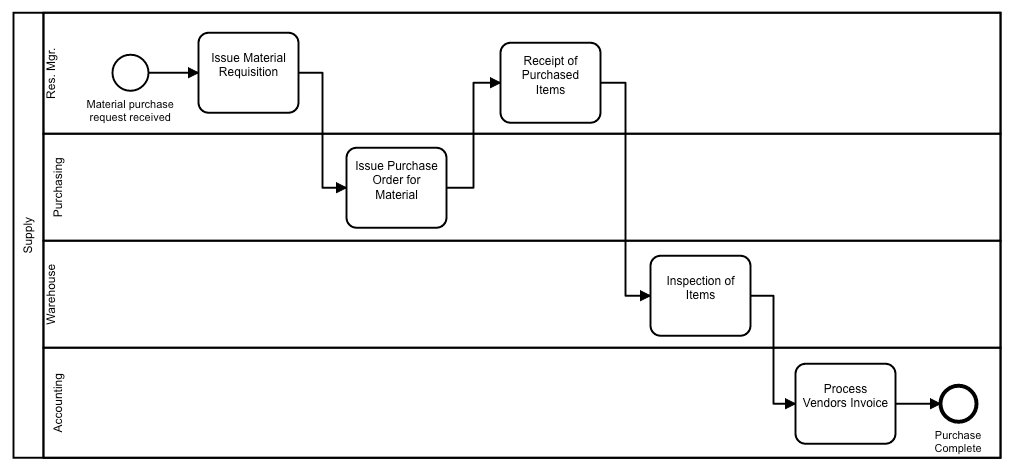 Supply
Res. Mgr.
Material purchase
request received
Issue Material
Requisition
Receipt of
Purchased
Items
Purchasing
Issue Purchase
Order for
Material
Warehouse
Inspection of
Items
Accounting
Process
Vendors Invoice
Purchase
Complete